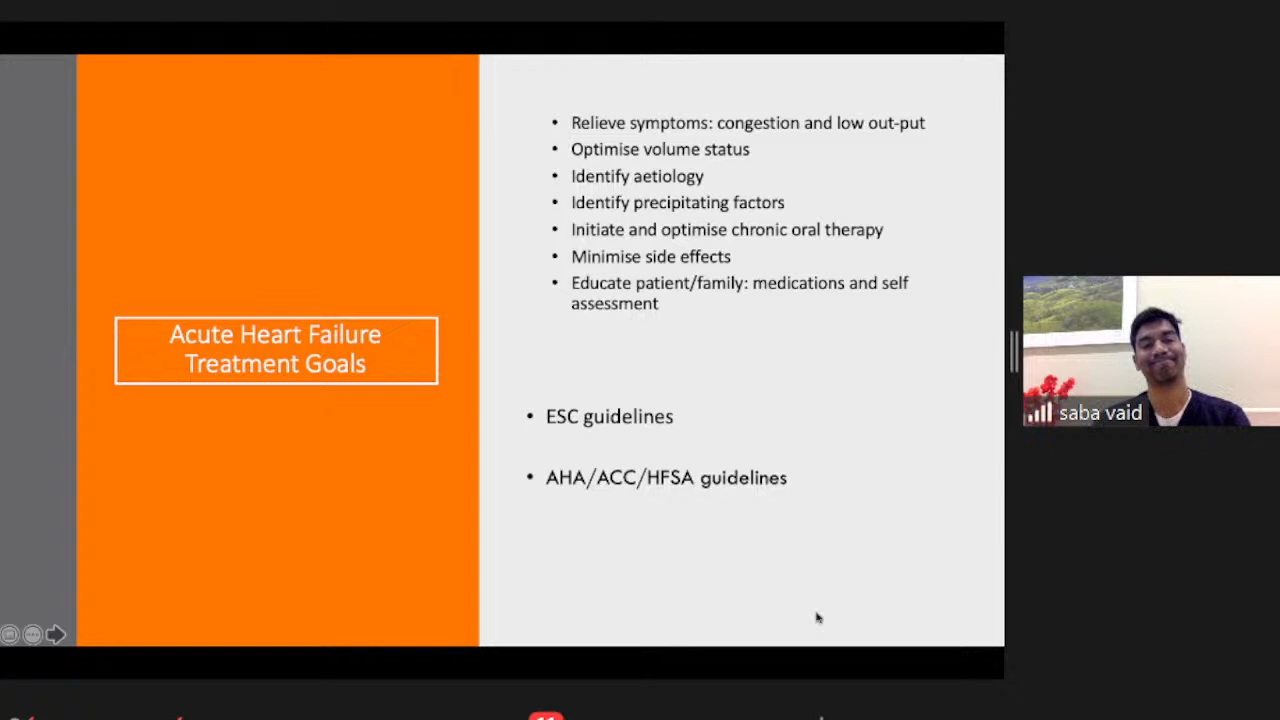 Relieve symptoms: congestion and low out-put
Optimise volume status
Identify aetiology
Identify precipitating factors
Initiate and optimise chronic oral therapy
Minimise side effects
Educate patient/family: medications and self
assessment
Acute Heart Failure
Treatment Goals
ESC guidelines
AHA/ACC/HFSA guidelines
saba vaid